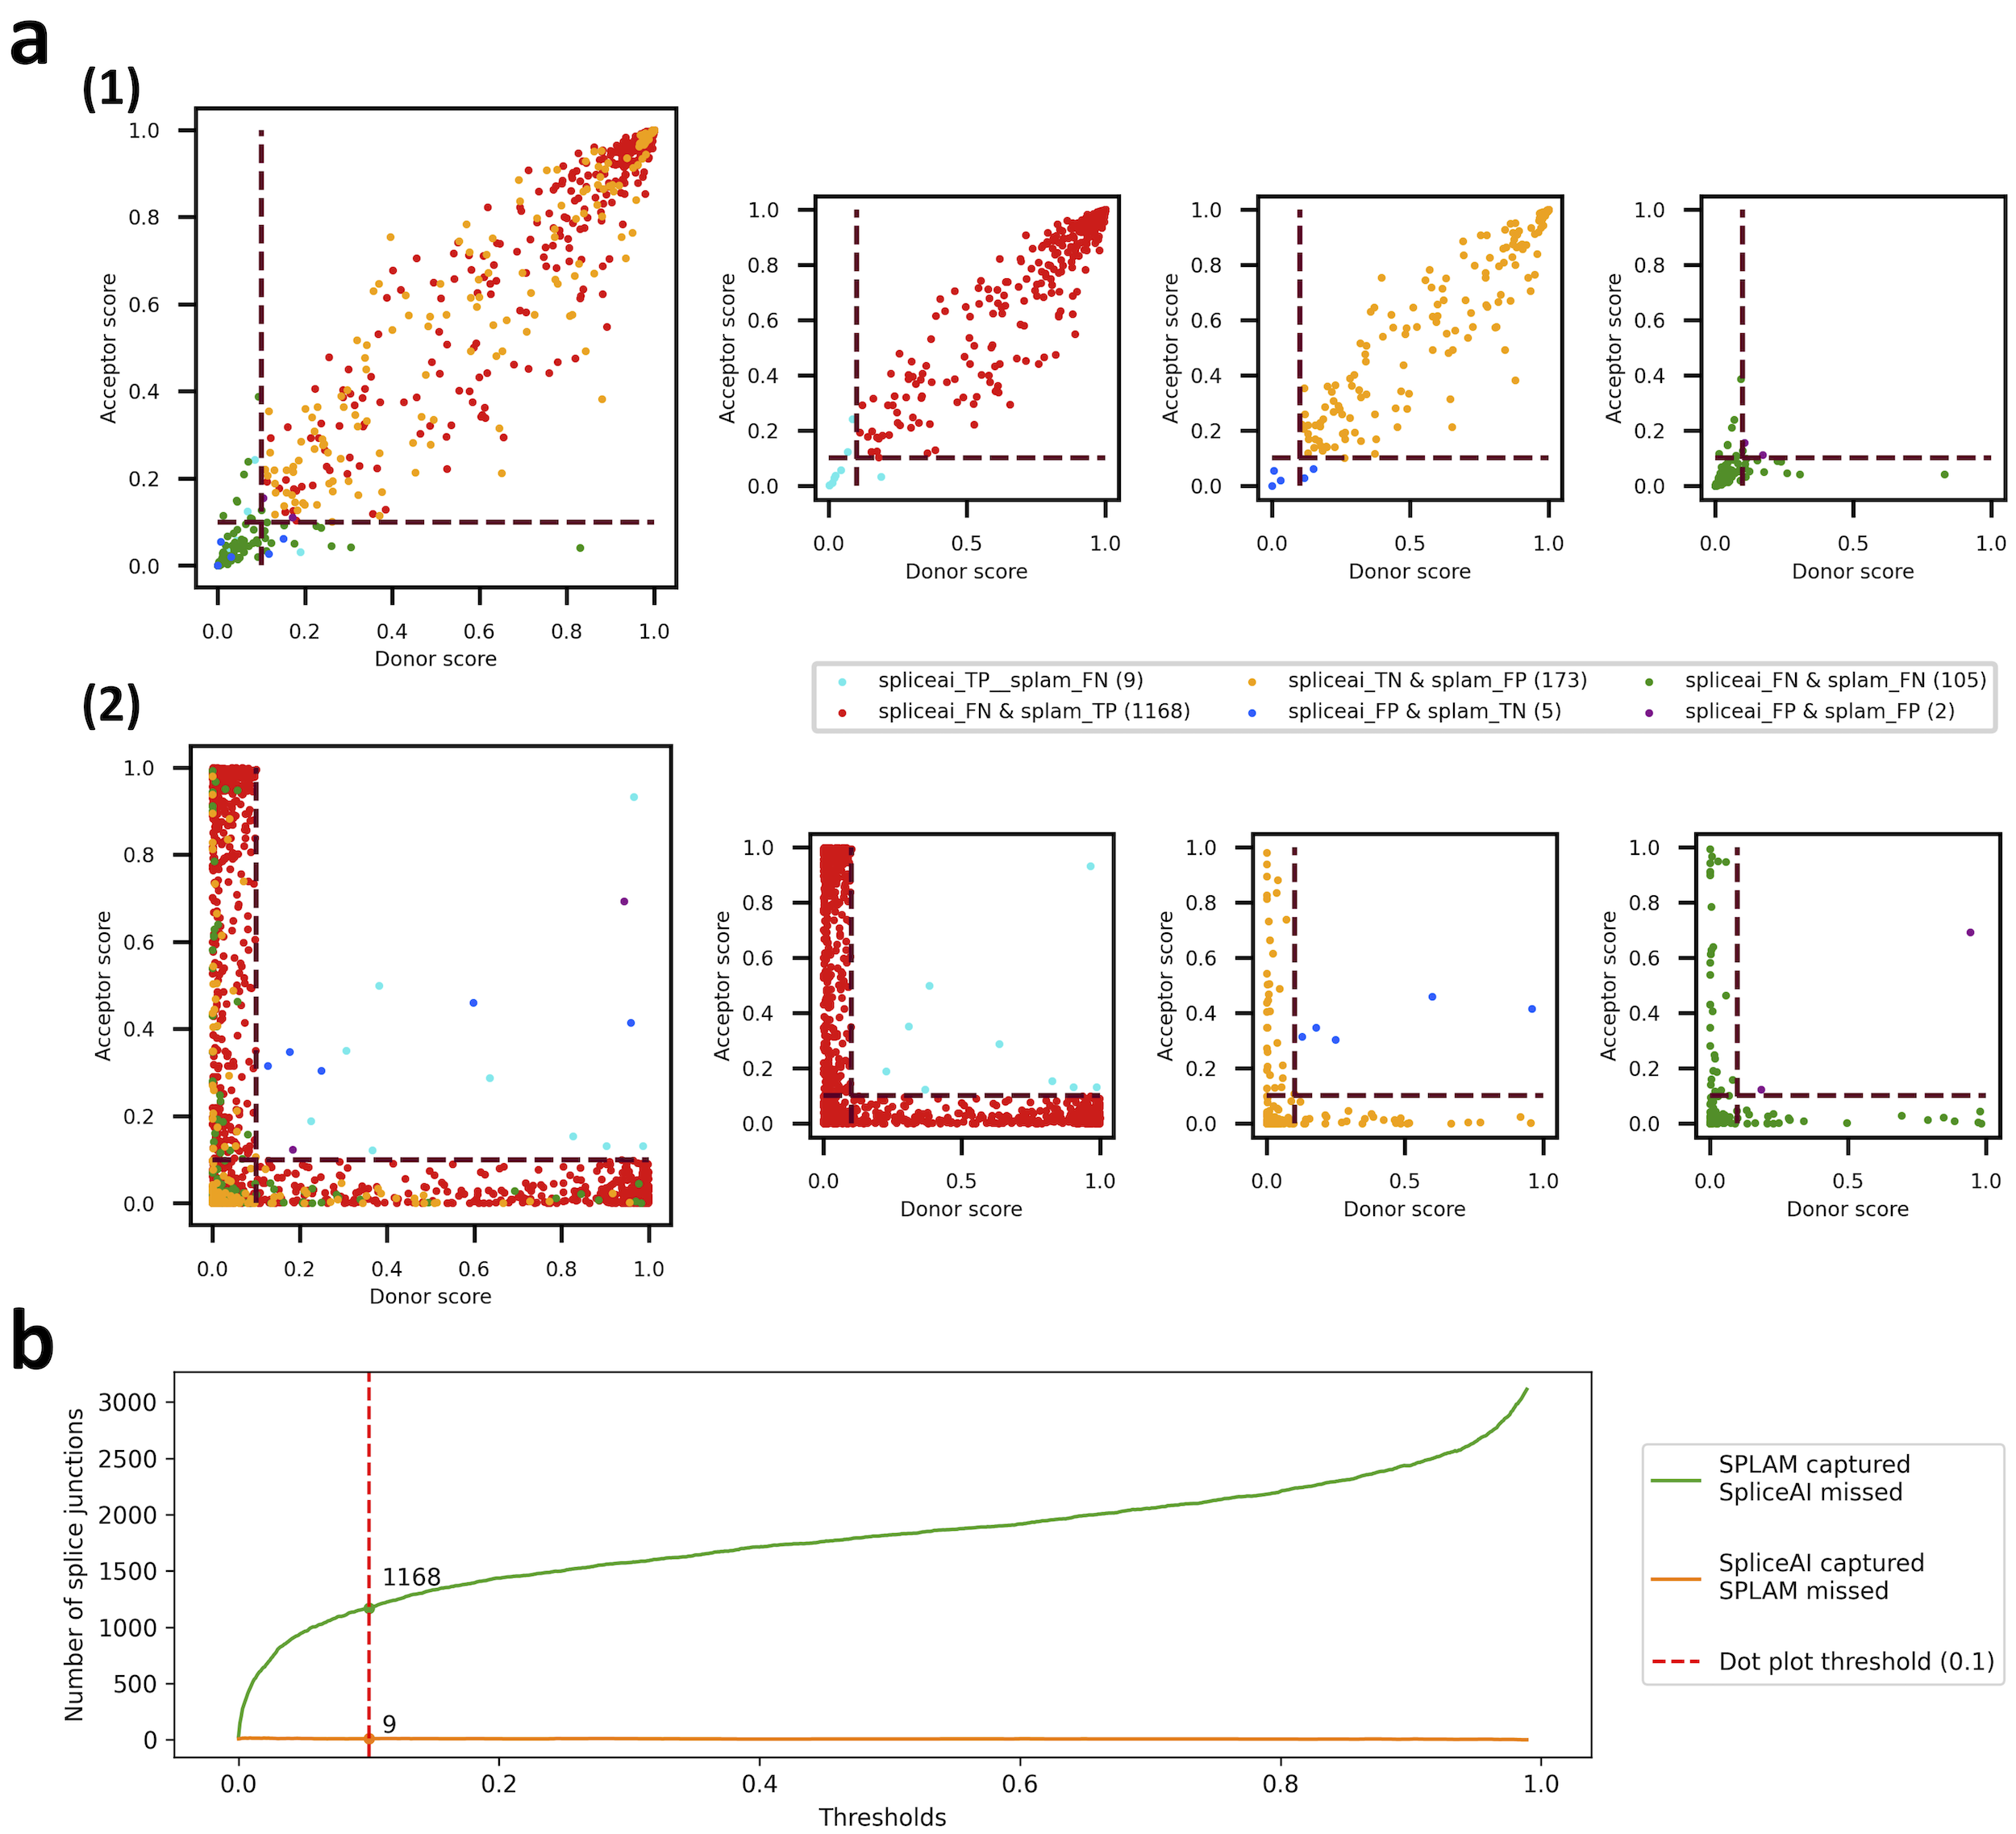 a
(1)
1.0
0.8
0.6
0.4
0.2
0.0
Acceptor score
0.0 0.2 0.4 0.6 0.8 1.0
Donor score
1.0
0.8
0.6
0.4
0.2
0.0
Acceptor score
0.0 0.5 1.0
Donor score
1.0
0.8
0.6
0.4
0.2
0.0
Acceptor score
0.0 0.5 1.0
Donor score
1.0
0.8
0.6
0.4
0.2
0.0
Acceptor score
0.0 0.5 1.0
Donor score
spliceai_TP__splam_FN (9)
spliceai_FN & splam_TP (1168)
spliceai_TN & splam_FP (173)
spliceai_FP & splam_TN (5)
spliceai_FN & splam_FN (105)
spliceai_FP & splam_FP (2)
(2)
1.0
0.8
0.6
0.4
0.2
0.0
Acceptor score
0.0 0.2 0.4 0.6 0.8 1.0
Donor score
1.0
0.8
0.6
0.4
0.2
0.0
Acceptor score
0.0 0.5 1.0
Donor score
1.0
0.8
0.6
0.4
0.2
0.0
Acceptor score
0.0 0.5 1.0
Donor score
1.0
0.8
0.6
0.4
0.2
0.0
Acceptor score
0.0 0.5 1.0
Donor score
b
3000
2500
2000
1500
1000
500
0
Number of splice junctions
1168
9
0.0 0.2 0.4 0.6 0.8 1.0
Thresholds
SPLAM captured
SpliceAI missed
SpliceAI captured
SPLAM missed
Dot plot threshold (0.1)